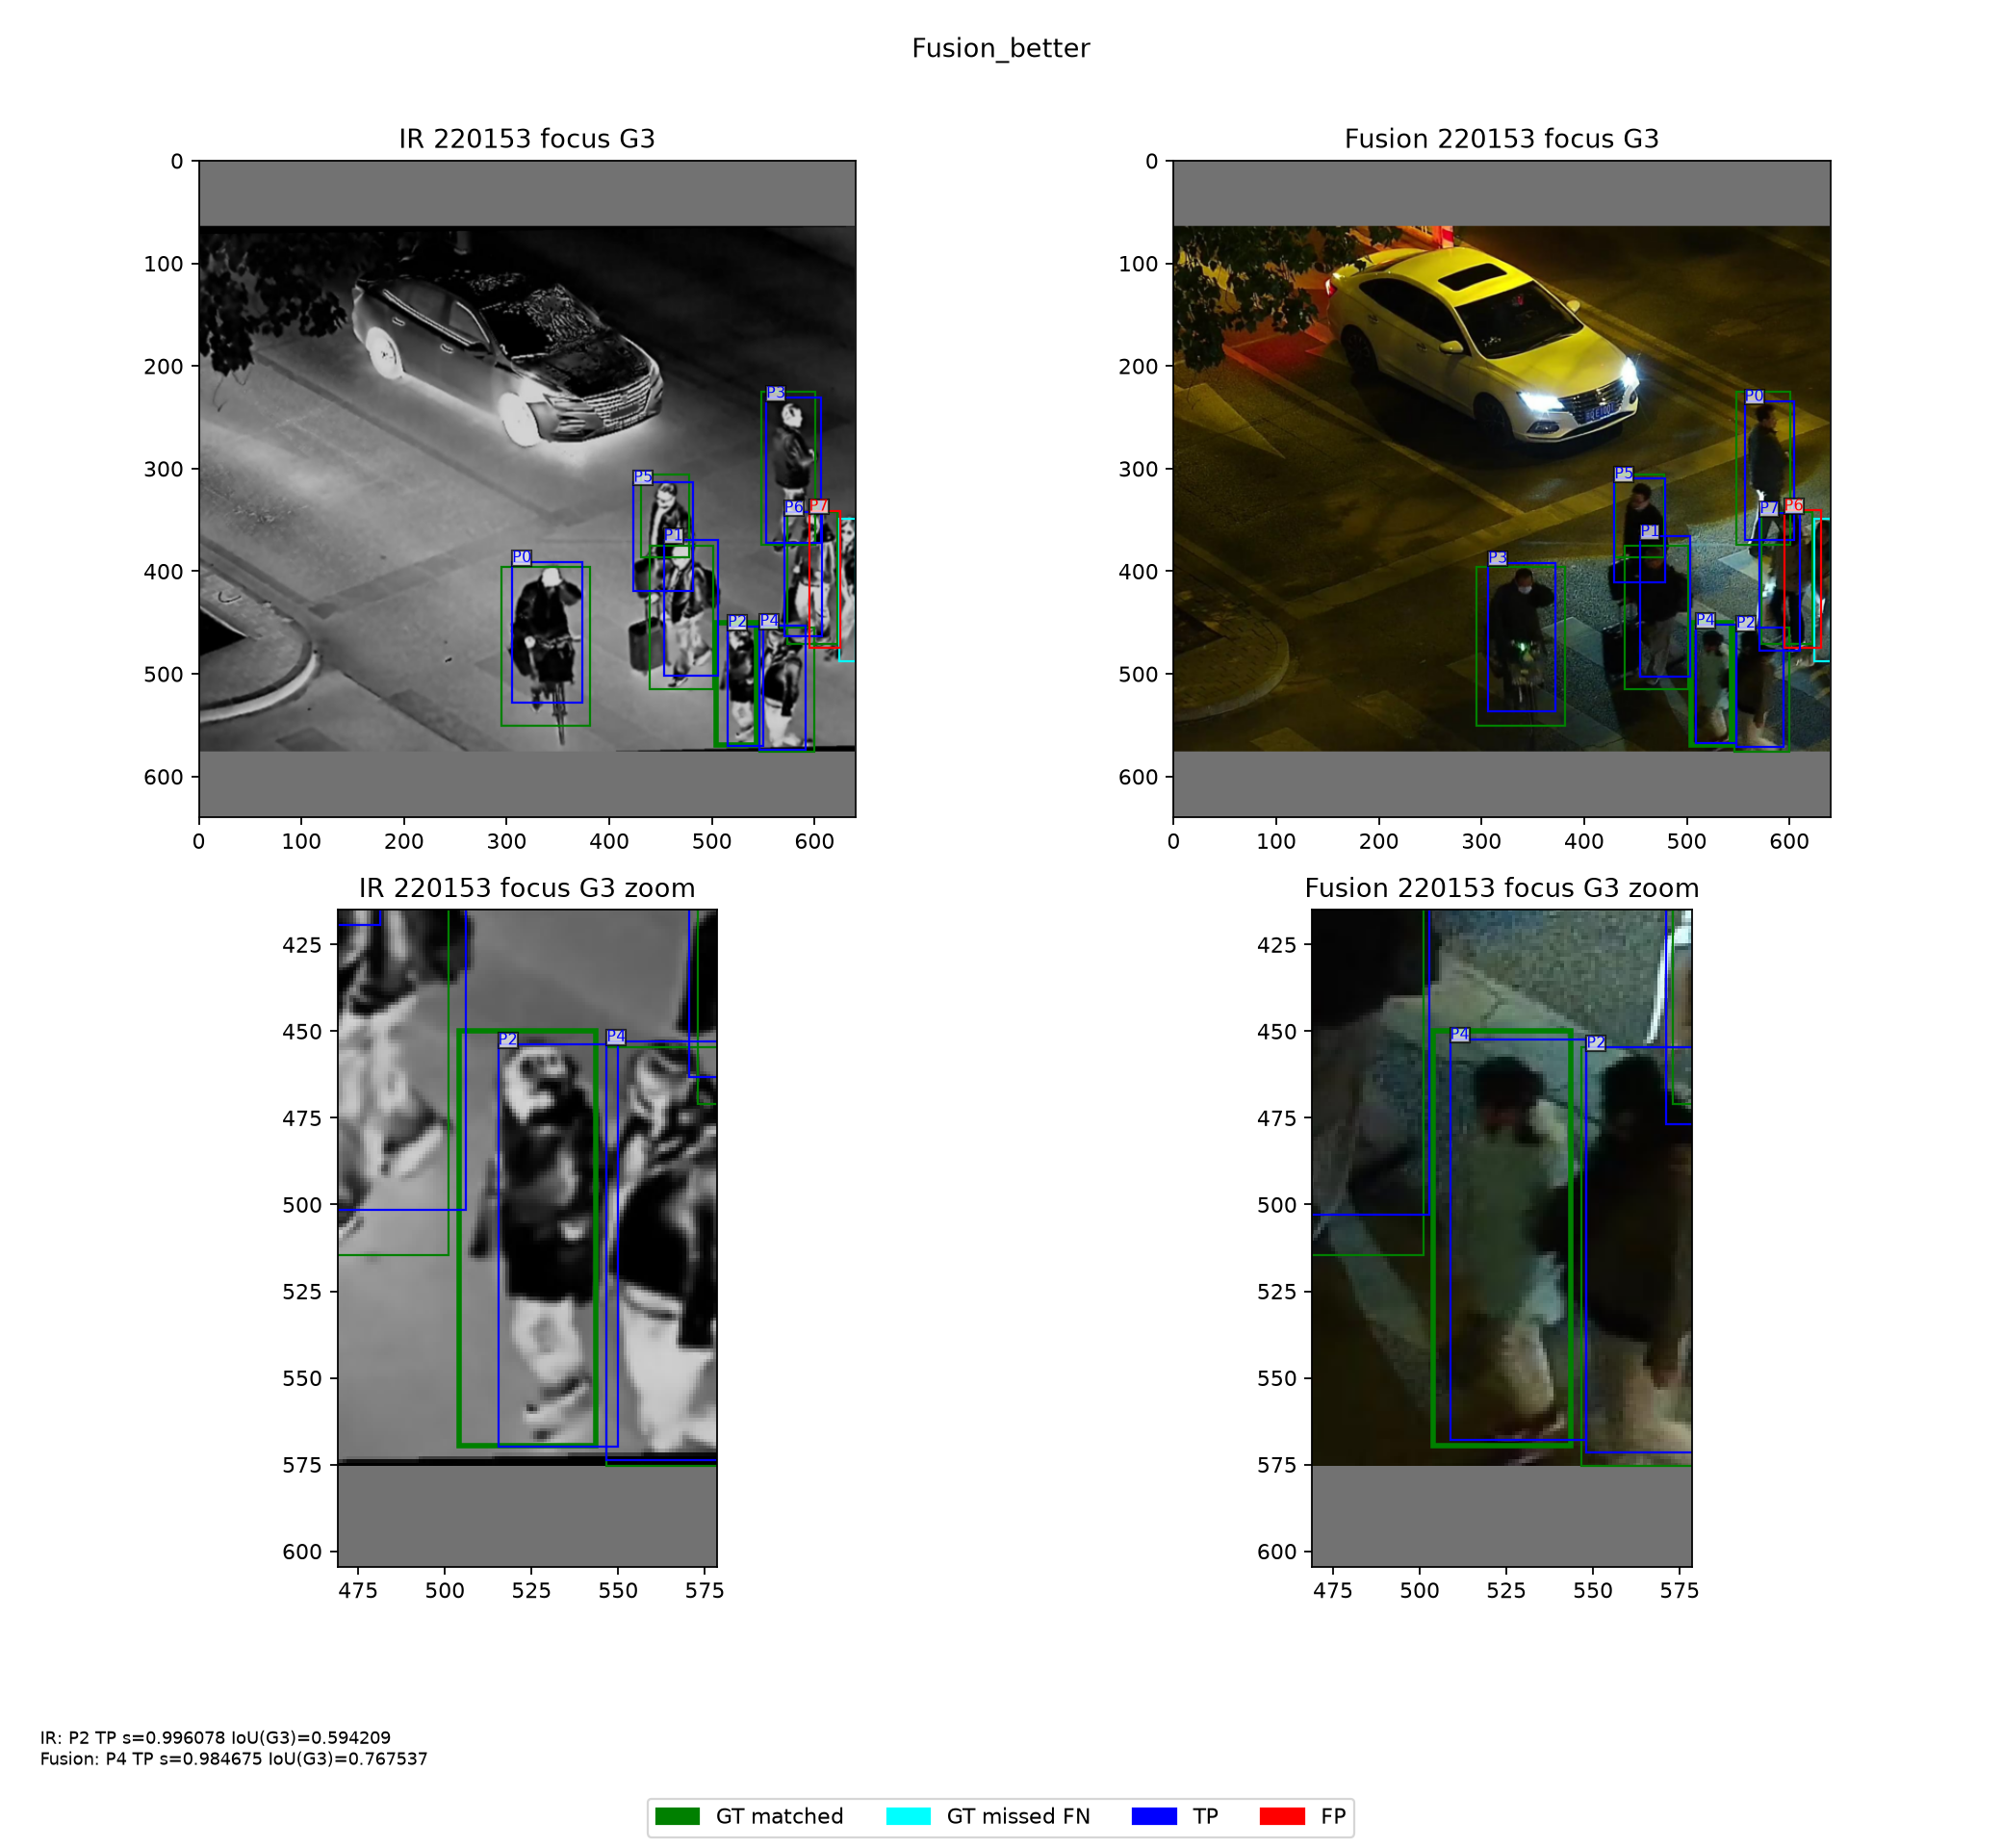 Fusion_better
IR 220153 focus G3
Fusion 220153 focus G3
0
100
200
300
400
500
600
0 100 200 300 400 500 600
P0
P1
P2
P3
P4
P5
P6
P7
0
100
200
300
400
500
600
0 100 200 300 400 500 600
P0
P1
P2
P3
P4
P5
P6
P7
IR 220153 focus G3 zoom
Fusion 220153 focus G3 zoom
425
450
475
500
525
550
575
600
475 500 525 550 575
P2
P4
425
450
475
500
525
550
575
600
475 500 525 550 575
P4
P2
IR: P2 TP s=0.996078 IoU(G3)=0.594209
Fusion: P4 TP s=0.984675 IoU(G3)=0.767537
GT matched GT missed FN TP FP